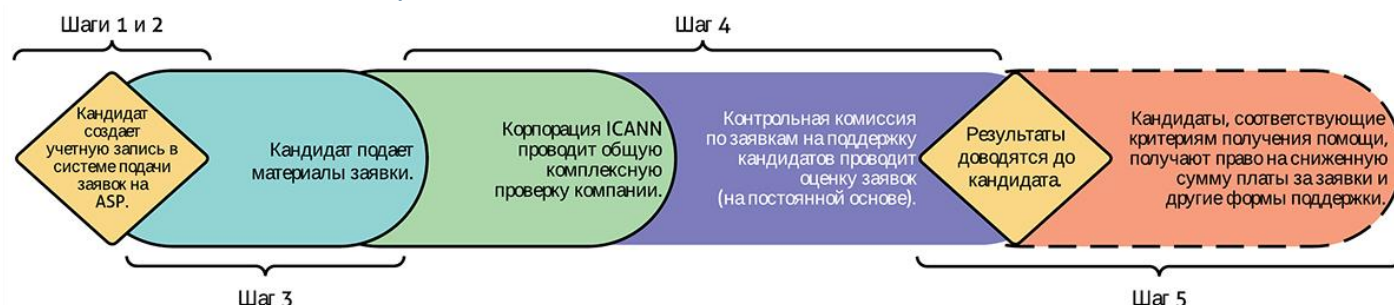 Шаги 1 и 2
Шаг 4
Кандидат
создает
учетную запись в
системе подачи
заявок на
ASP.
Кандидат подает
материалы заявки.
Корпорация ICANN
проводит общую
комплексную
проверку компании.
Контрольная комиссия
по заявкам на поддержку
кандидатов проводит
оценку заявок
(на постоянной основе).
Результаты
доводятся до
кандидата.
Кандидаты, соответствующие
критериям получения помощи,
получают право на сниженную
сумму платы за заявки и
другие формы поддержки.
Шаг 3
Шаг 5